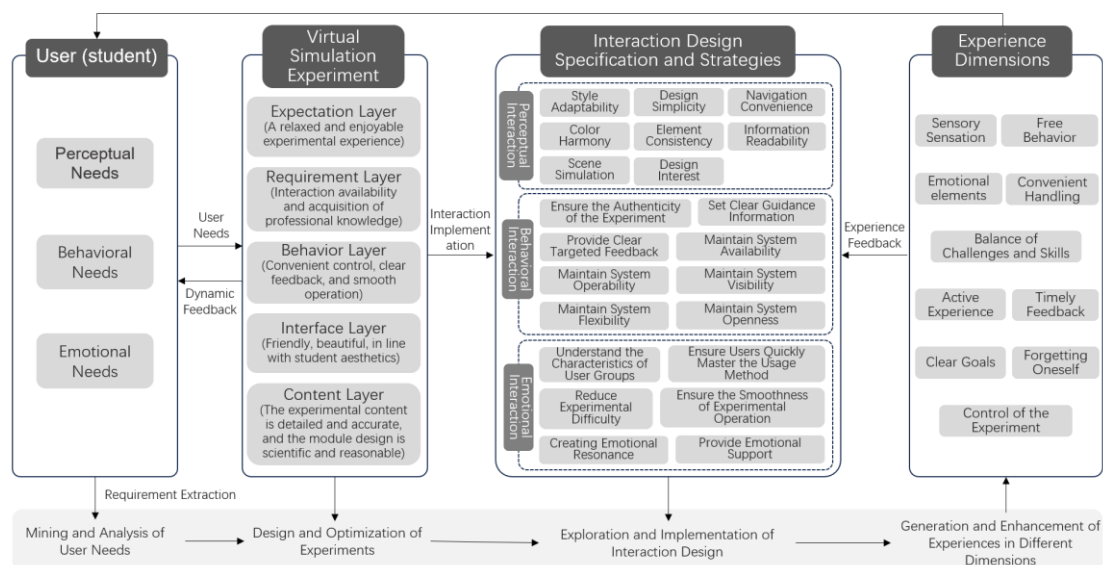 User (student)
Perceptual
Needs
Behavioral
Needs
Emotional
Needs
User
Needs
Dynamic
Feedback
Virtual
Simulation
Experiment
Expectation Layer
(A relaxed and enjoyable
experimental experience)
Requirement Layer
(Interaction availability
and acquisition of
professional knowledge)
Behavior Layer
(Convenient control, clear
feedback, and smooth
operation)
Interface Layer
(Friendly, beautiful, in line
with student aesthetics)
Content Layer
(The experimental content
is detailed and accurate,
and the module design is
scientific and reasonable)
Interaction
Implement
ation
Interaction Design
Specification and Strategies
Perceptual
Interaction
Style
Adaptability
Design
Simplicity
Navigation
Convenience
Color
Harmony
Element
Consistency
Information
Readability
Scene
Simulation
Design
Interest
Behavioral
Interaction
Ensure the Authenticity
of the Experiment
Set Clear Guidance
Information
Provide Clear
Targeted Feedback
Maintain System
Availability
Maintain System
Operability
Maintain System
Visibility
Maintain System
Flexibility
Maintain System
Openness
Emotional
Interaction
Understand the
Characteristics of
User Groups
Ensure Users Quickly
Master the Usage
Method
Reduce
Experimental
Difficulty
Ensure the Smoothness
of Experimental
Operation
Creating Emotional
Resonance
Provide Emotional
Support
Experience
Feedback
Experience
Dimensions
Sensory
Sensation
Free
Behavior
Emotional
elements
Convenient
Handling
Balance of
Challenges and Skills
Active
Experience
Timely
Feedback
Clear Goals
Forgetting
Oneself
Control of the
Experiment
Requirement Extraction
Mining and Analysis of
User Needs
Design and Optimization of
Experiments
Exploration and Implementation of
Interaction Design
Generation and Enhancement of
Experiences in Different
Dimensions